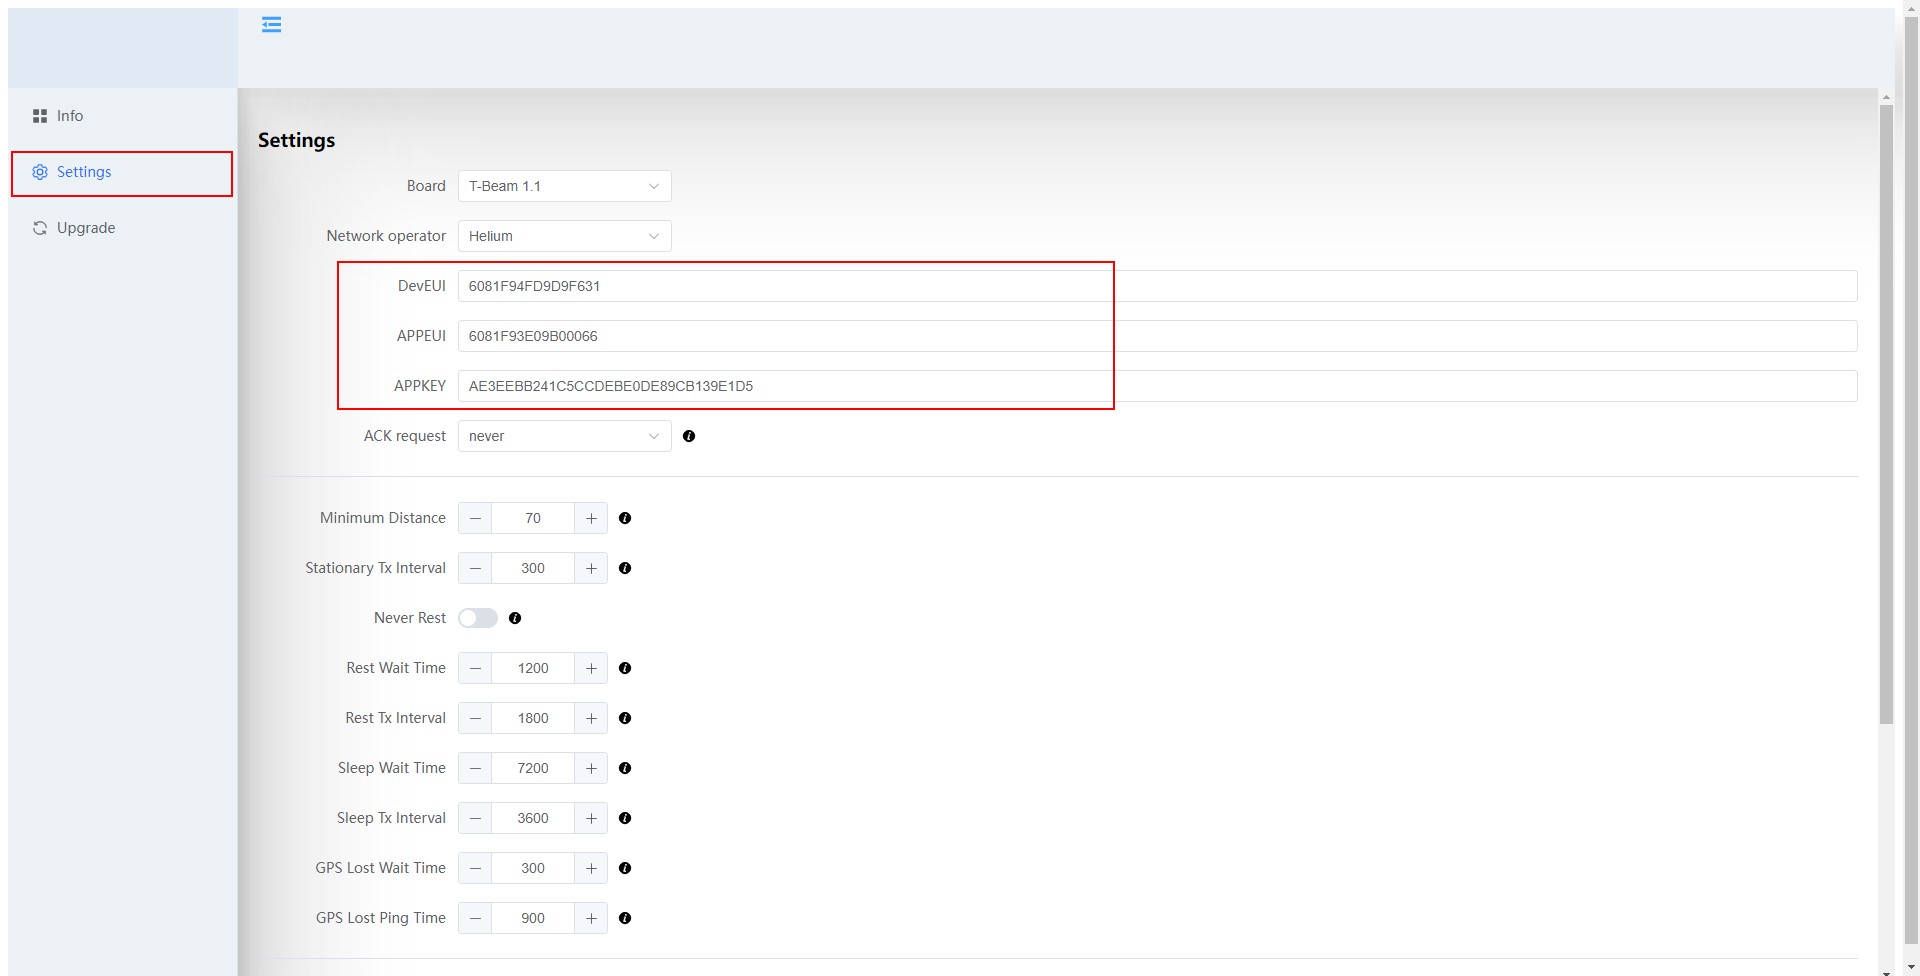 Info
Settings
Upgrade
Settings
Board T-Beam 1.1
Network operator Helium
DevEUI 6081F94FD9D9F631
APPEUI 6081F93E09B00066
APPKEY AE3EEBB241C5CCDEBE0DE89CB139E1D5
ACK request never
Minimum Distance 70
Stationary Tx Interval 300
Never Rest
Rest Wait Time 1200
Rest Tx Interval 1800
Sleep Wait Time 7200
Sleep Tx Interval 3600
GPS Lost Wait Time 300
GPS Lost Ping Time 900